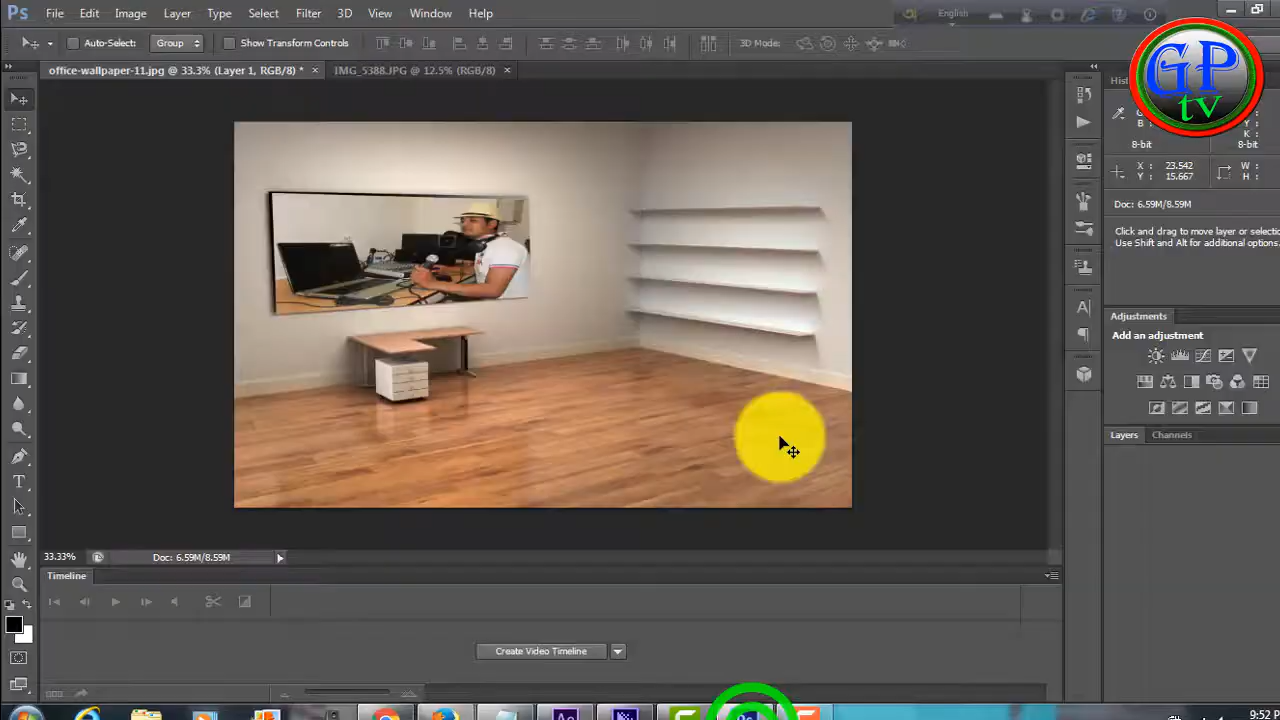 Ps File Edit Image Layer Type Select Filter 3D View Window Help English
Auto-Select: Group Show Transform Controls 3D Mode:
office-wallpaper-11.jpg @ 33.3% (Layer 1, RGB/8) * × IMG_5388.JPG @ 12.5% (RGB/8) ×
GP
tv
8-bit 8-bit
X : 23.542 W :
Y : 15.667 H :
Doc: 6.59M/8.59M
Click and drag to move layer or selectio
Use Shift and Alt for additional options.
Adjustments
Add an adjustment
Layers Channels
33.33% Doc: 6.59M/8.59M
Timeline
Create Video Timeline
9:52 P